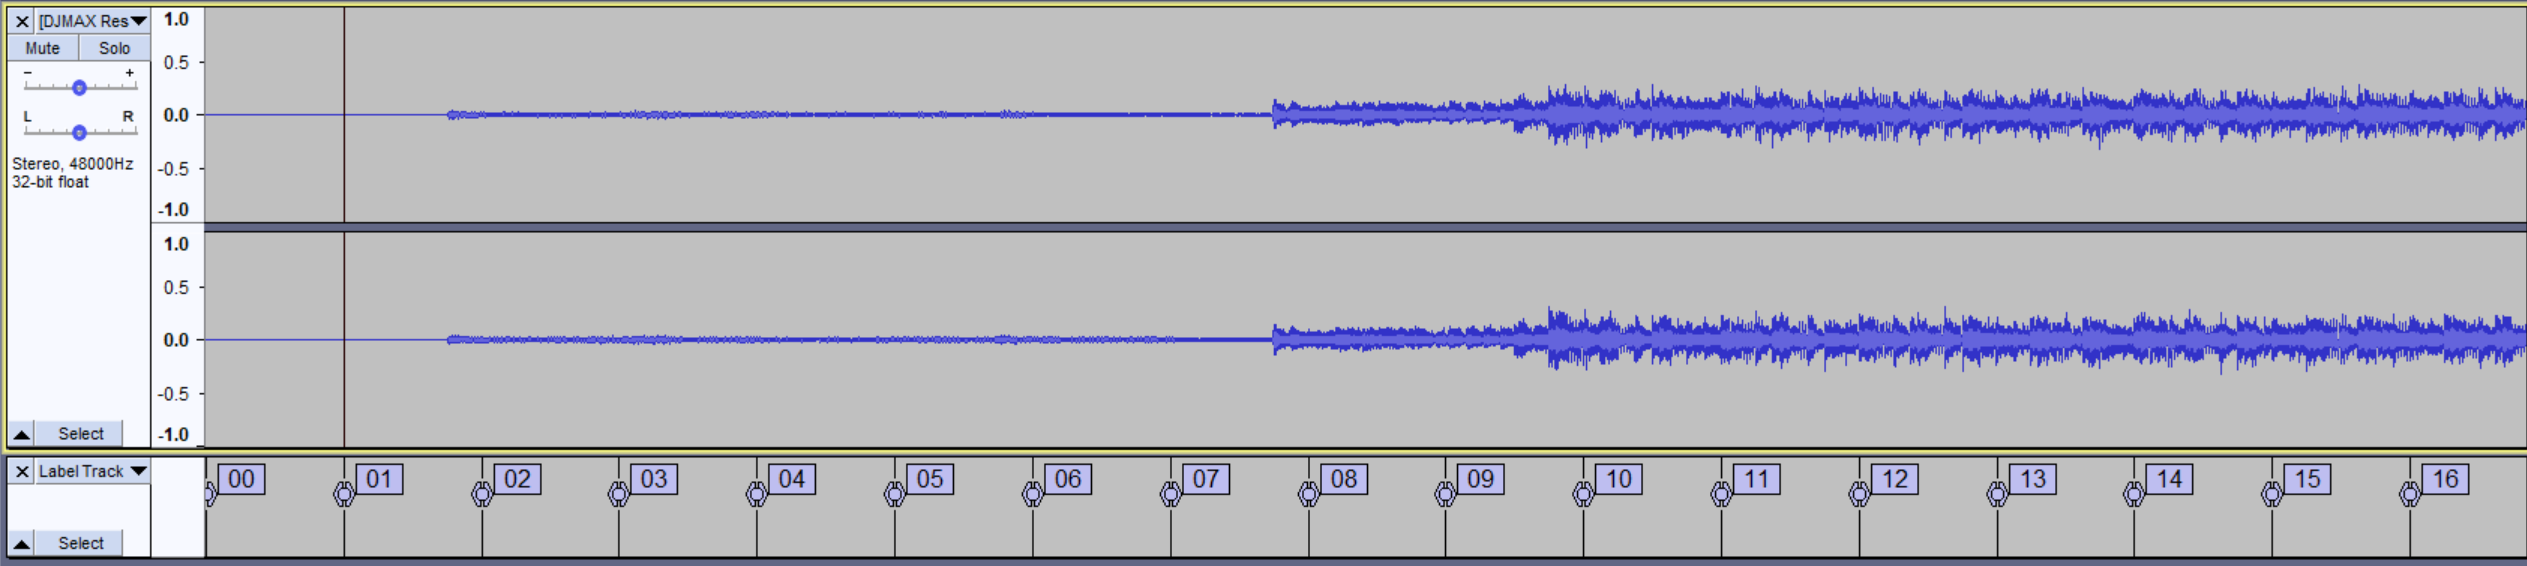 [DJMAX Res
Mute Solo
- +
L R
Stereo, 48000Hz
32-bit float
Select
1.0
0.5
0.0
-0.5
-1.0
1.0
0.5
0.0
-0.5
-1.0
Label Track
Select
00 01 02 03 04 05 06 07 08 09 10 11 12 13 14 15 16